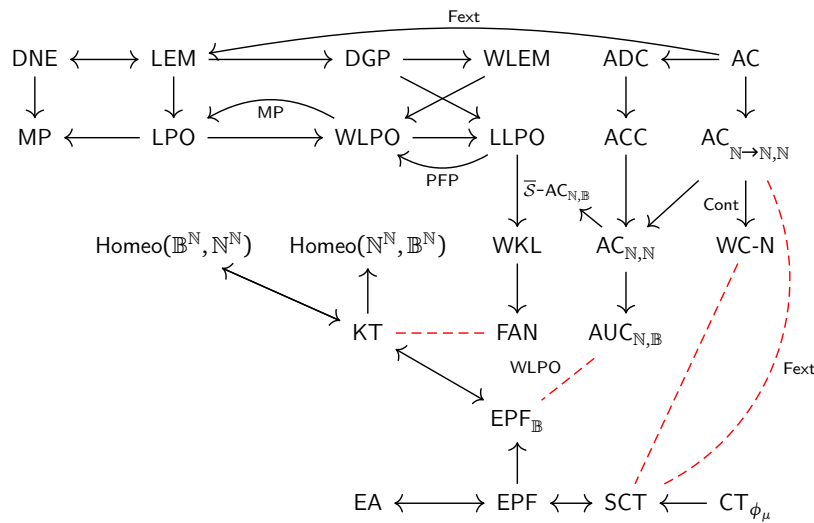 Fext
DNE LEM DGP WLEM ADC AC
MP
MP LPO WLPO LLPO ACC AC_{ℕ→ℕ,ℕ}
PFP
S̅-AC_{ℕ,𝔹} Cont
Homeo(𝔹^ℕ, ℕ^ℕ) Homeo(ℕ^ℕ, 𝔹^ℕ) WKL AC_{ℕ,ℕ} WC-N
KT FAN AUC_{ℕ,𝔹}
WLPO Fext
EPF_𝔹
EA EPF SCT CT_{ϕ_μ}